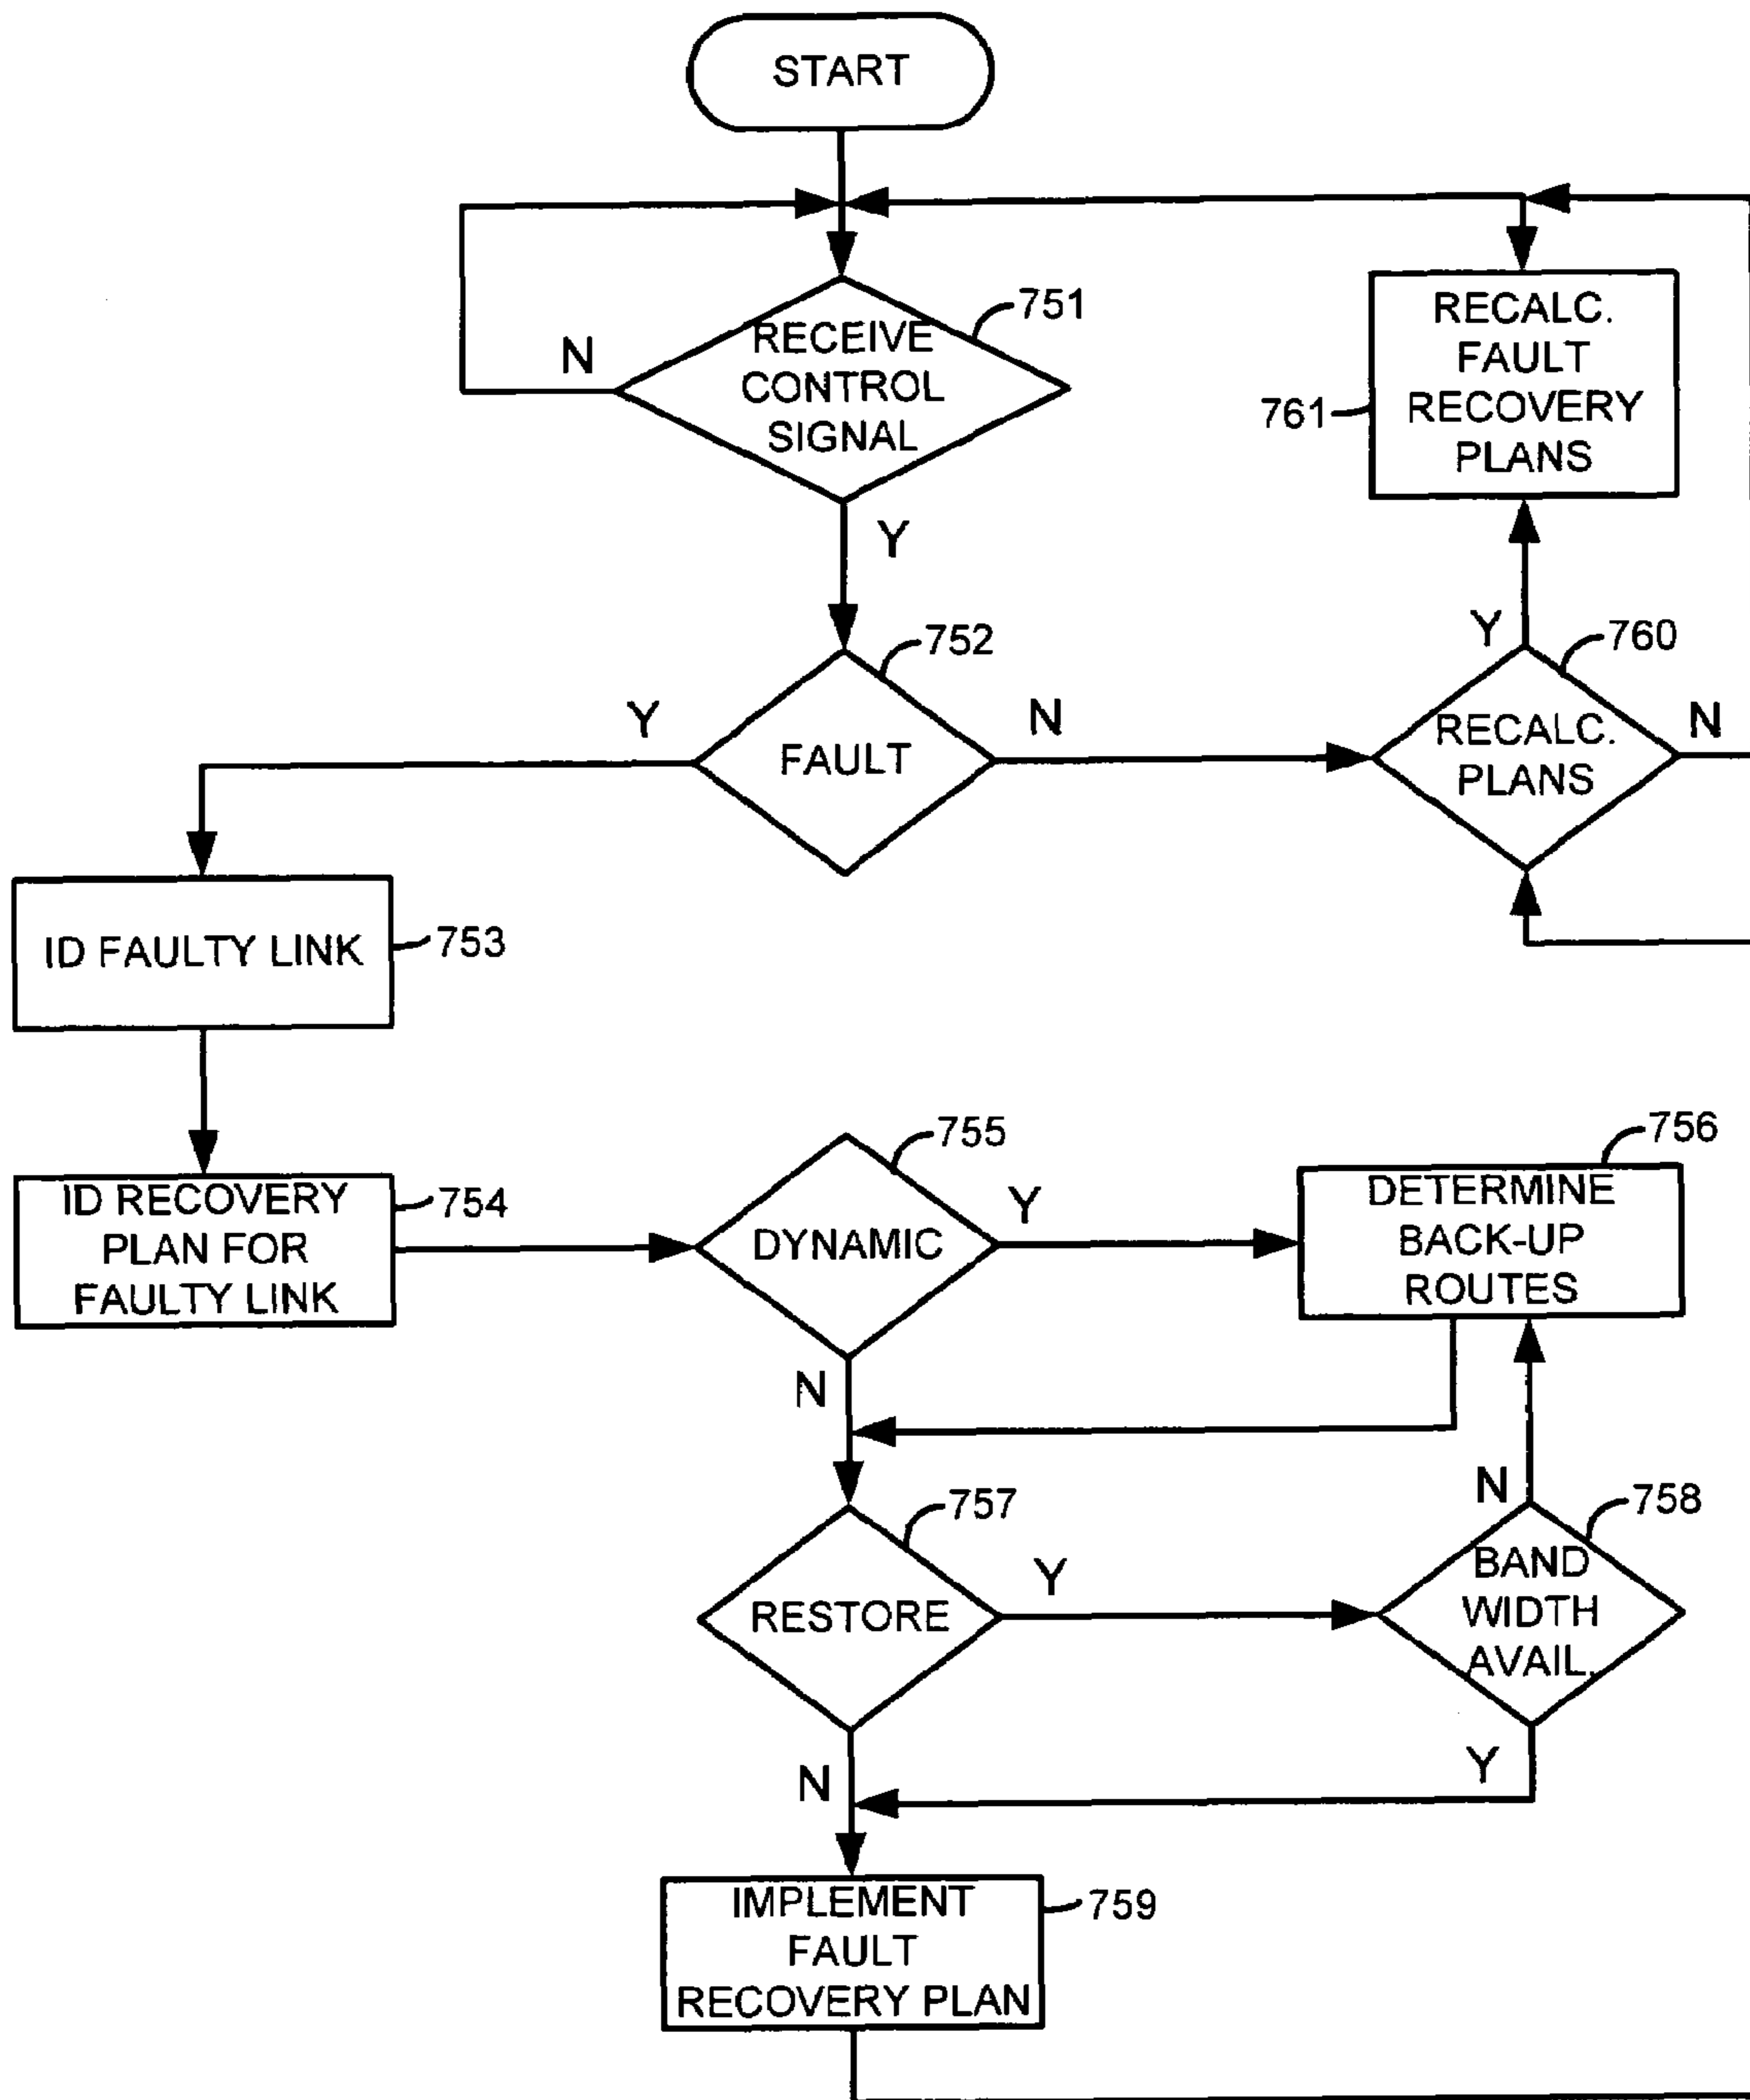 START
751
RECEIVE
CONTROL
SIGNAL
N
Y
RECALC.
FAULT
RECOVERY
PLANS
761
752
FAULT
Y
N
Y
760
RECALC.
PLANS
N
ID FAULTY LINK
753
ID RECOVERY
PLAN FOR
FAULTY LINK
754
755
DYNAMIC
Y
N
756
DETERMINE
BACK-UP
ROUTES
757
RESTORE
Y
N
N
758
BAND
WIDTH
AVAIL.
Y
IMPLEMENT
FAULT
RECOVERY PLAN
759